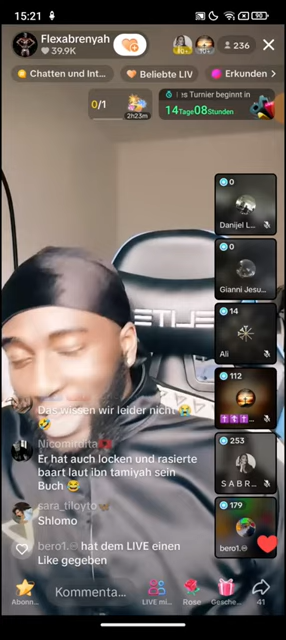 15:21
90
Flexabrenyah
39.9K
236
Chatten und Int...
Beliebte LIV
Erkunden >
0/1
2h23m
Turnier beginnt in
14Tage08Stunden
0
Danijel L...
0
Gianni Jesu...
ELITE
14
Ali
112
Das wissen wir leider nicht 😭
🤣
Nicomirdita
Er hat auch locken und rasierte
baart laut ibn tamiyah sein
Buch 😂
253
S A B R...
sara_tiloyto
Shlomo
179
bero1.♾
bero1.♾ hat dem LIVE einen
Like gegeben
Abonn...
Kommenta...
LIVE mi...
Rose
Gesche...
41